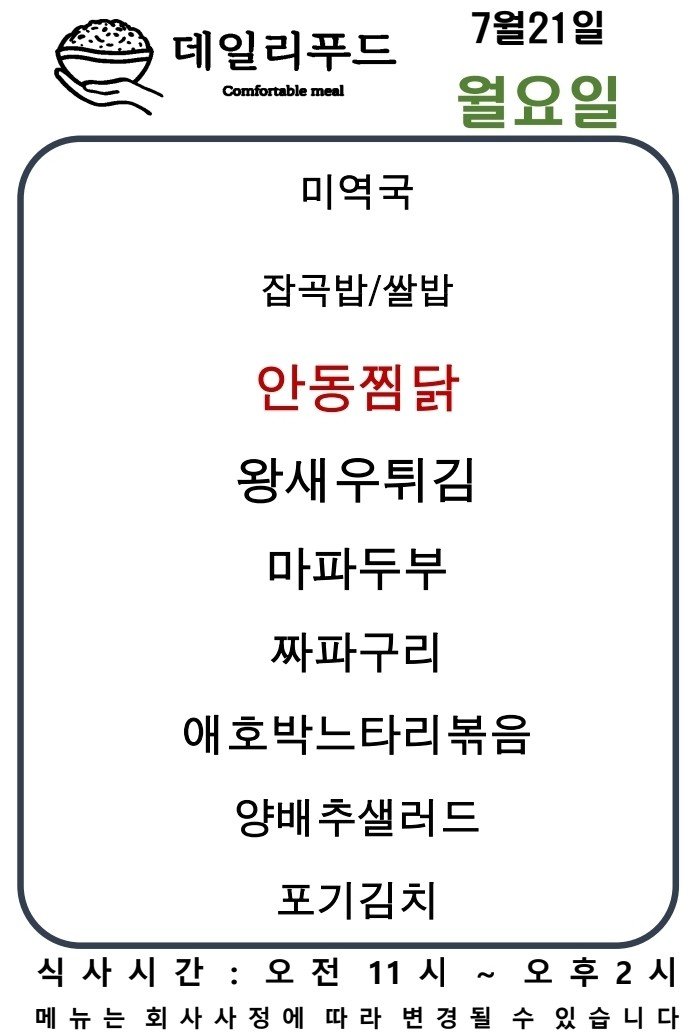 데일리푸드
Comfortable meal
7월21일
월요일
미역국
잡곡밥/쌀밥
안동찜닭
왕새우튀김
마파두부
짜파구리
애호박느타리볶음
양배추샐러드
포기김치
식사시간 : 오전 11시 ~ 오후 2시
메뉴는 회사사정에 따라 변경될 수 있습니다